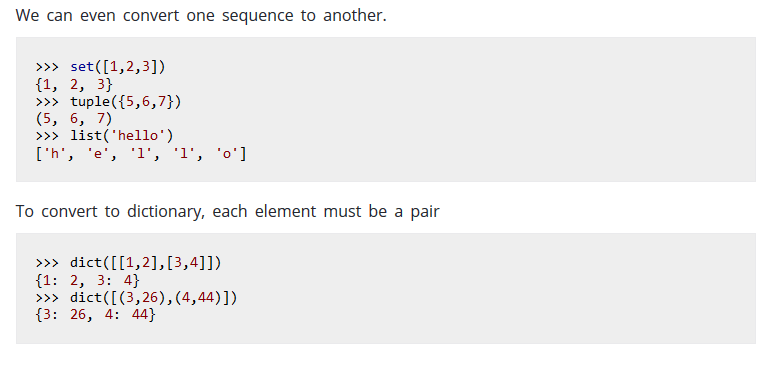 We can even convert one sequence to another.
>>> set([1,2,3])
{1, 2, 3}
>>> tuple({5,6,7})
(5, 6, 7)
>>> list('hello')
['h', 'e', 'l', 'l', 'o']
To convert to dictionary, each element must be a pair
>>> dict([[1,2],[3,4]])
{1: 2, 3: 4}
>>> dict([(3,26),(4,44)])
{3: 26, 4: 44}